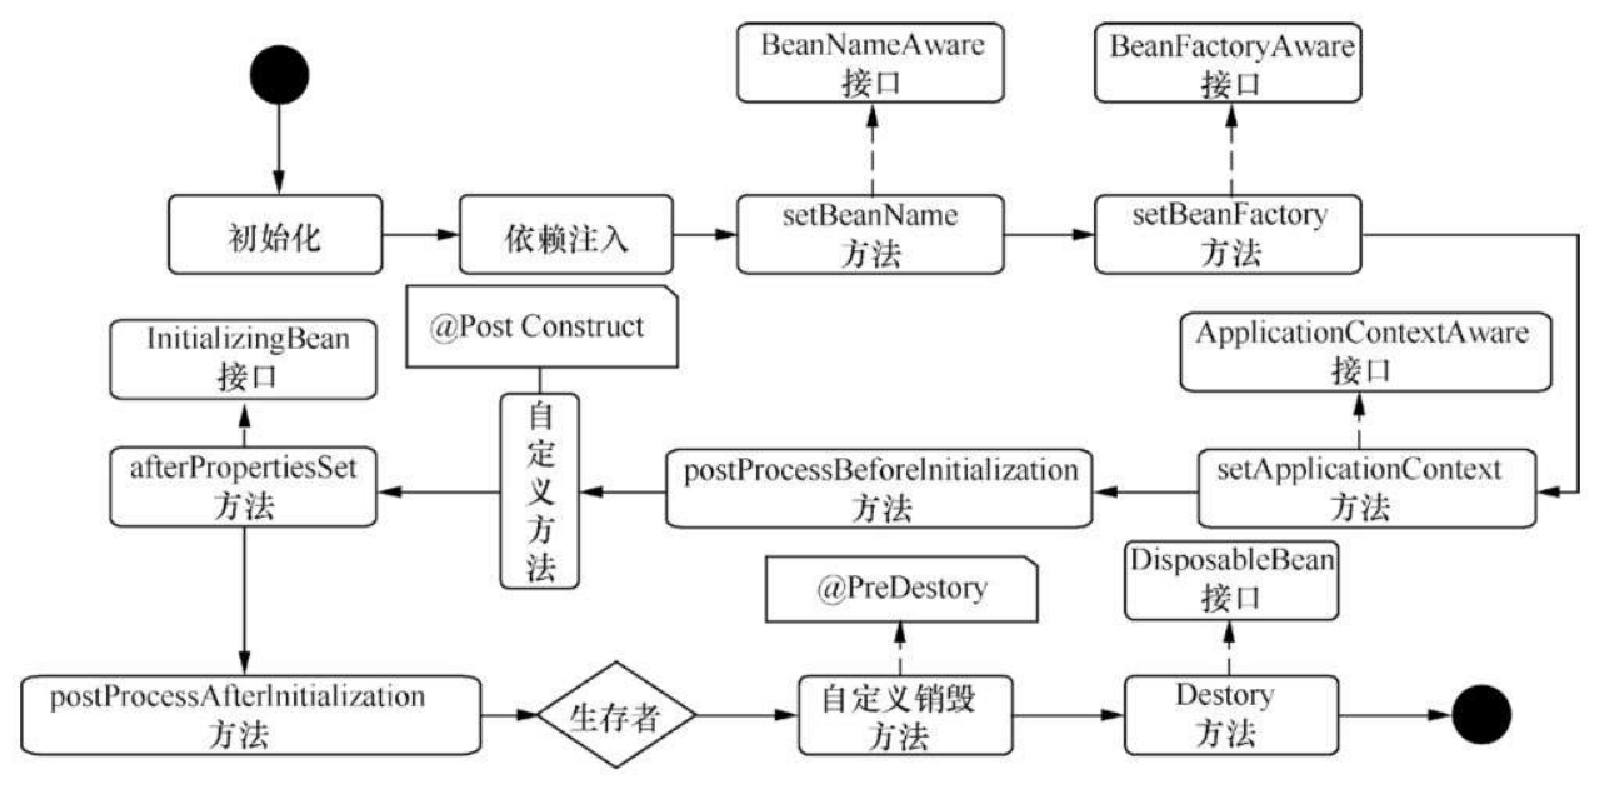 BeanNameAware
接口
BeanFactoryAware
接口
初始化
依赖注入
setBeanName
方法
setBeanFactory
方法
@Post Construct
InitializingBean
接口
ApplicationContextAware
接口
自
定
义
方
法
afterPropertiesSet
方法
postProcessBeforeInitialization
方法
setApplicationContext
方法
@PreDestory
DisposableBean
接口
postProcessAfterInitialization
方法
生存者
自定义销毁
方法
Destory
方法